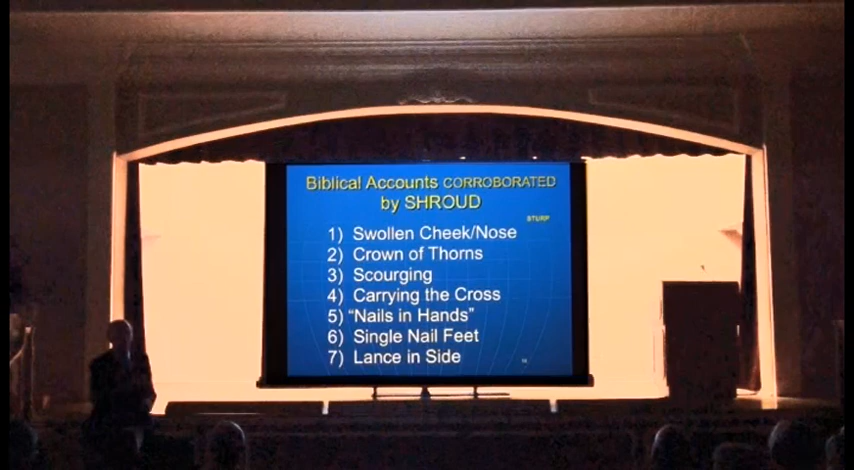 Biblical Accounts CORROBORATED
by SHROUD
STURP
1) Swollen Cheek/Nose
2) Crown of Thorns
3) Scourging
4) Carrying the Cross
5) “Nails in Hands”
6) Single Nail Feet
7) Lance in Side